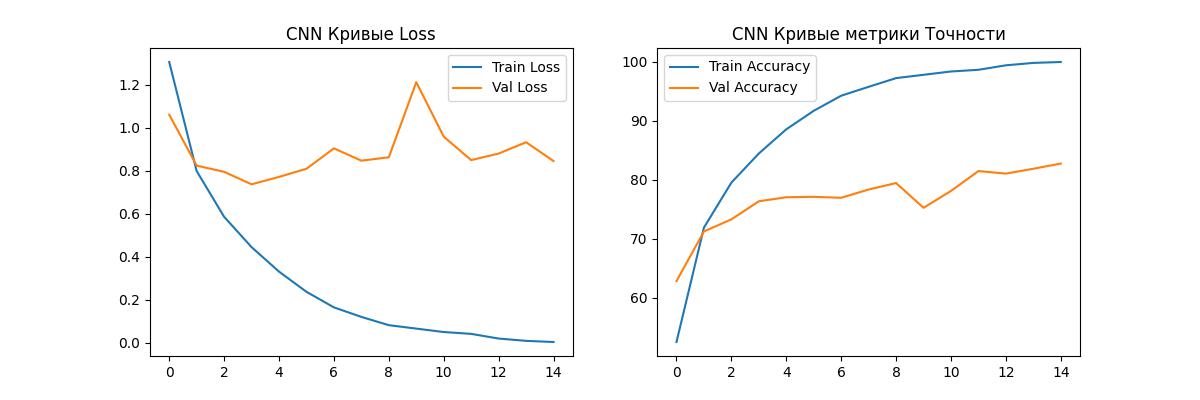 CNN Кривые Loss
Train Loss
Val Loss
1.2
1.0
0.8
0.6
0.4
0.2
0.0
0 2 4 6 8 10 12 14
CNN Кривые метрики Точности
Train Accuracy
Val Accuracy
100
90
80
70
60
0 2 4 6 8 10 12 14